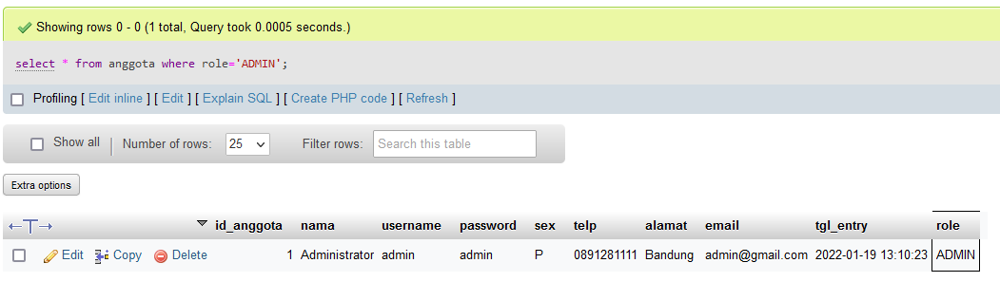 Showing rows 0 - 0 (1 total, Query took 0.0005 seconds.)
select * from anggota where role='ADMIN';
Profiling [ Edit inline ] [ Edit ] [ Explain SQL ] [ Create PHP code ] [ Refresh ]
Show all | Number of rows: 25 Filter rows: Search this table
Extra options
←T→ id_anggota nama username password sex telp alamat email tgl_entry role
Edit Copy Delete 1 Administrator admin admin P 0891281111 Bandung admin@gmail.com 2022-01-19 13:10:23 ADMIN